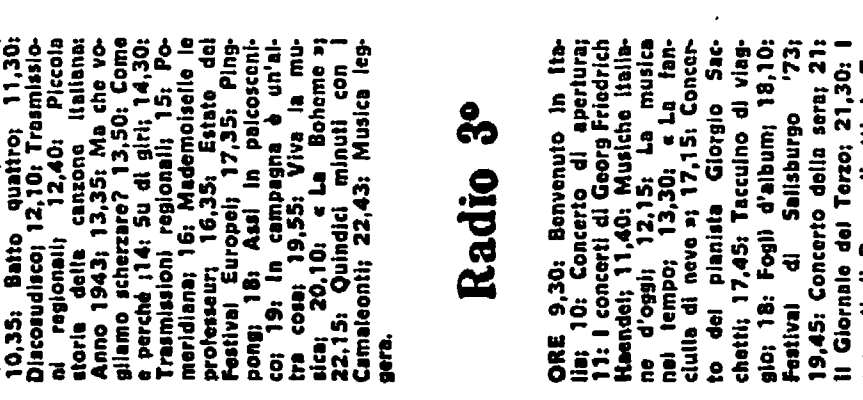 10,35: Batto quattro; 11,30:
Discosudisco; 12,10: Trasmissio-
ni regionali; 12,40: Piccola
storia della canzone italiana:
Anno 1943; 13,35: Ma che vo-
gliamo scherzare? 13,50: Come
e perché ;14: Su di giri; 14,30:
Trasmissioni regionali; 15: Po-
meridiana; 16: Mademoiselle le
professeur; 16,35: Estate dei
Festival Europei; 17,35: Ping-
pong; 18: Assi in palcosceni-
co; 19: In campagna è un'al-
tra cosa; 19,55: Viva la mu-
sica; 20,10: « La Boheme »;
22,15: Quindici minuti con i
Camaleonti; 22,43: Musica leg-
gera.
Radio 3°
ORE 9,30: Benvenuto in Ita-
lia; 10: Concerto di apertura;
11: I concerti di Georg Friedrich
Haendel; 11,40: Musiche italia-
ne d'oggi; 12,15: La musica
nel tempo; 13,30: « La fan-
ciulla di neve »; 17,15: Concer-
to del pianista Giorgio Sac-
chetti; 17,45: Taccuino di viag-
gio; 18: Fogli d'album; 18,10:
Festival di Salisburgo '73;
19,45: Concerto della sera; 21:
Il Giornale del Terzo; 21,30: I